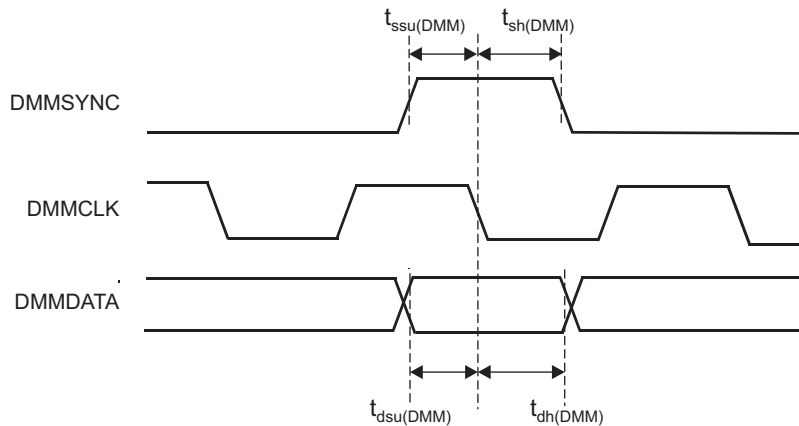 tssu(DMM) tsh(DMM)
DMMSYNC
DMMCLK
DMMDATA
tdsu(DMM) tdh(DMM)